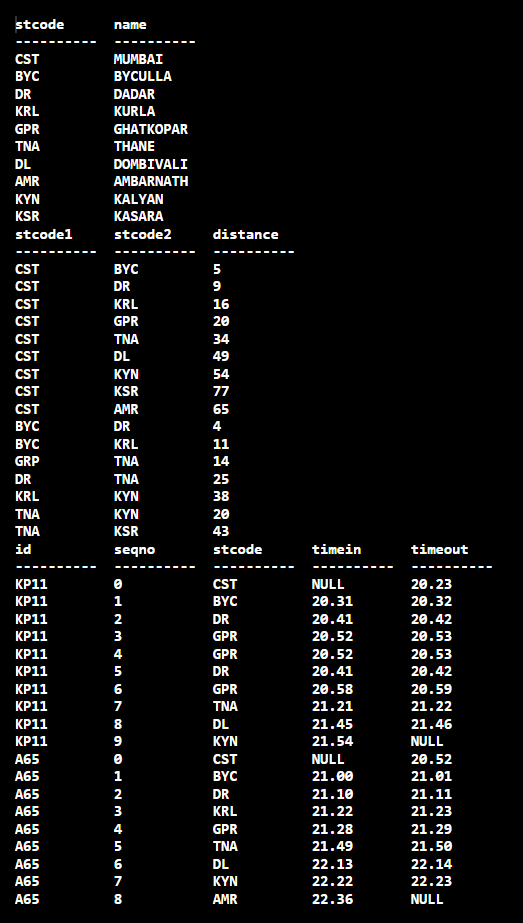 stcode name
---------- ----------
CST MUMBAI
BYC BYCULLA
DR DADAR
KRL KURLA
GPR GHATKOPAR
TNA THANE
DL DOMBIVALI
AMR AMBARNATH
KYN KALYAN
KSR KASARA
stcode1 stcode2 distance
---------- ---------- ----------
CST BYC 5
CST DR 9
CST KRL 16
CST GPR 20
CST TNA 34
CST DL 49
CST KYN 54
CST KSR 77
CST AMR 65
BYC DR 4
BYC KRL 11
GRP TNA 14
DR TNA 25
KRL KYN 38
TNA KYN 20
TNA KSR 43
id seqno stcode timein timeout
---------- ---------- ---------- ---------- ----------
KP11 0 CST NULL 20.23
KP11 1 BYC 20.31 20.32
KP11 2 DR 20.41 20.42
KP11 3 GPR 20.52 20.53
KP11 4 GPR 20.52 20.53
KP11 5 DR 20.41 20.42
KP11 6 GPR 20.58 20.59
KP11 7 TNA 21.21 21.22
KP11 8 DL 21.45 21.46
KP11 9 KYN 21.54 NULL
A65 0 CST NULL 20.52
A65 1 BYC 21.00 21.01
A65 2 DR 21.10 21.11
A65 3 KRL 21.22 21.23
A65 4 GPR 21.28 21.29
A65 5 TNA 21.49 21.50
A65 6 DL 22.13 22.14
A65 7 KYN 22.22 22.23
A65 8 AMR 22.36 NULL